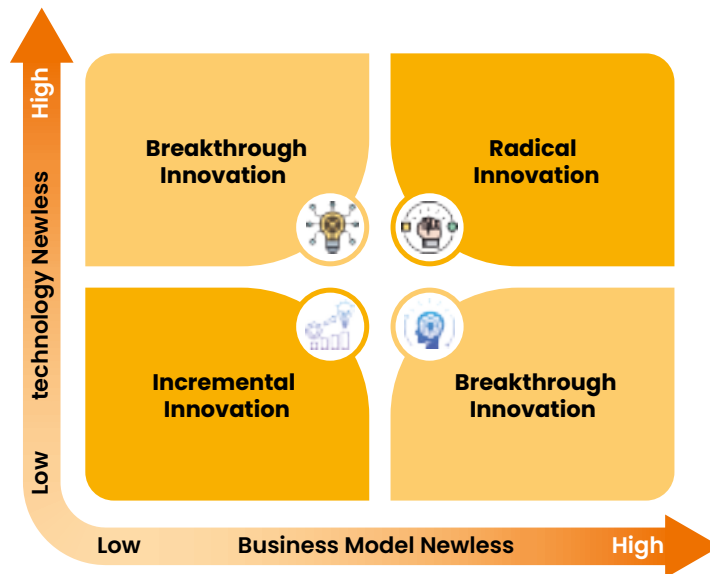 High
technology Newless
Low
Breakthrough
Innovation
Radical
Innovation
Incremental
Innovation
Breakthrough
Innovation
Low
Business Model Newless
High